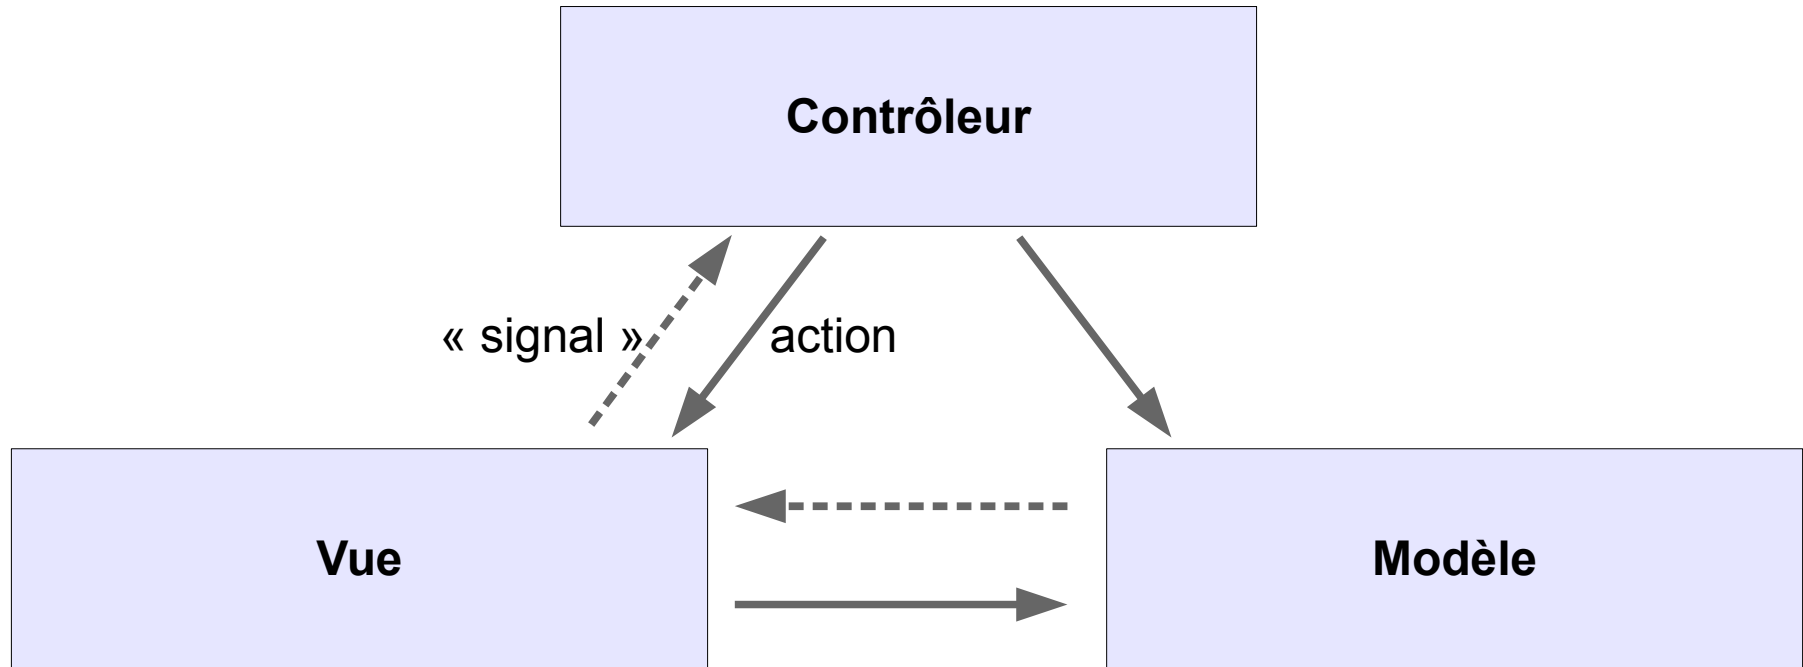 Contrôleur
« signal »
action
Vue
Modèle